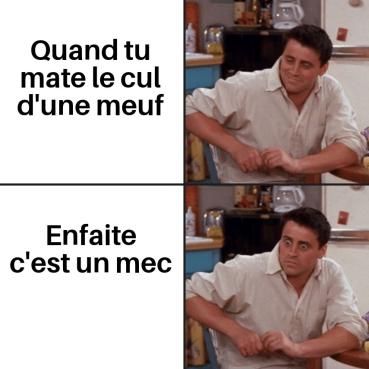 Quand tu
mate le cul
d'une meuf
Enfaite
c'est un mec